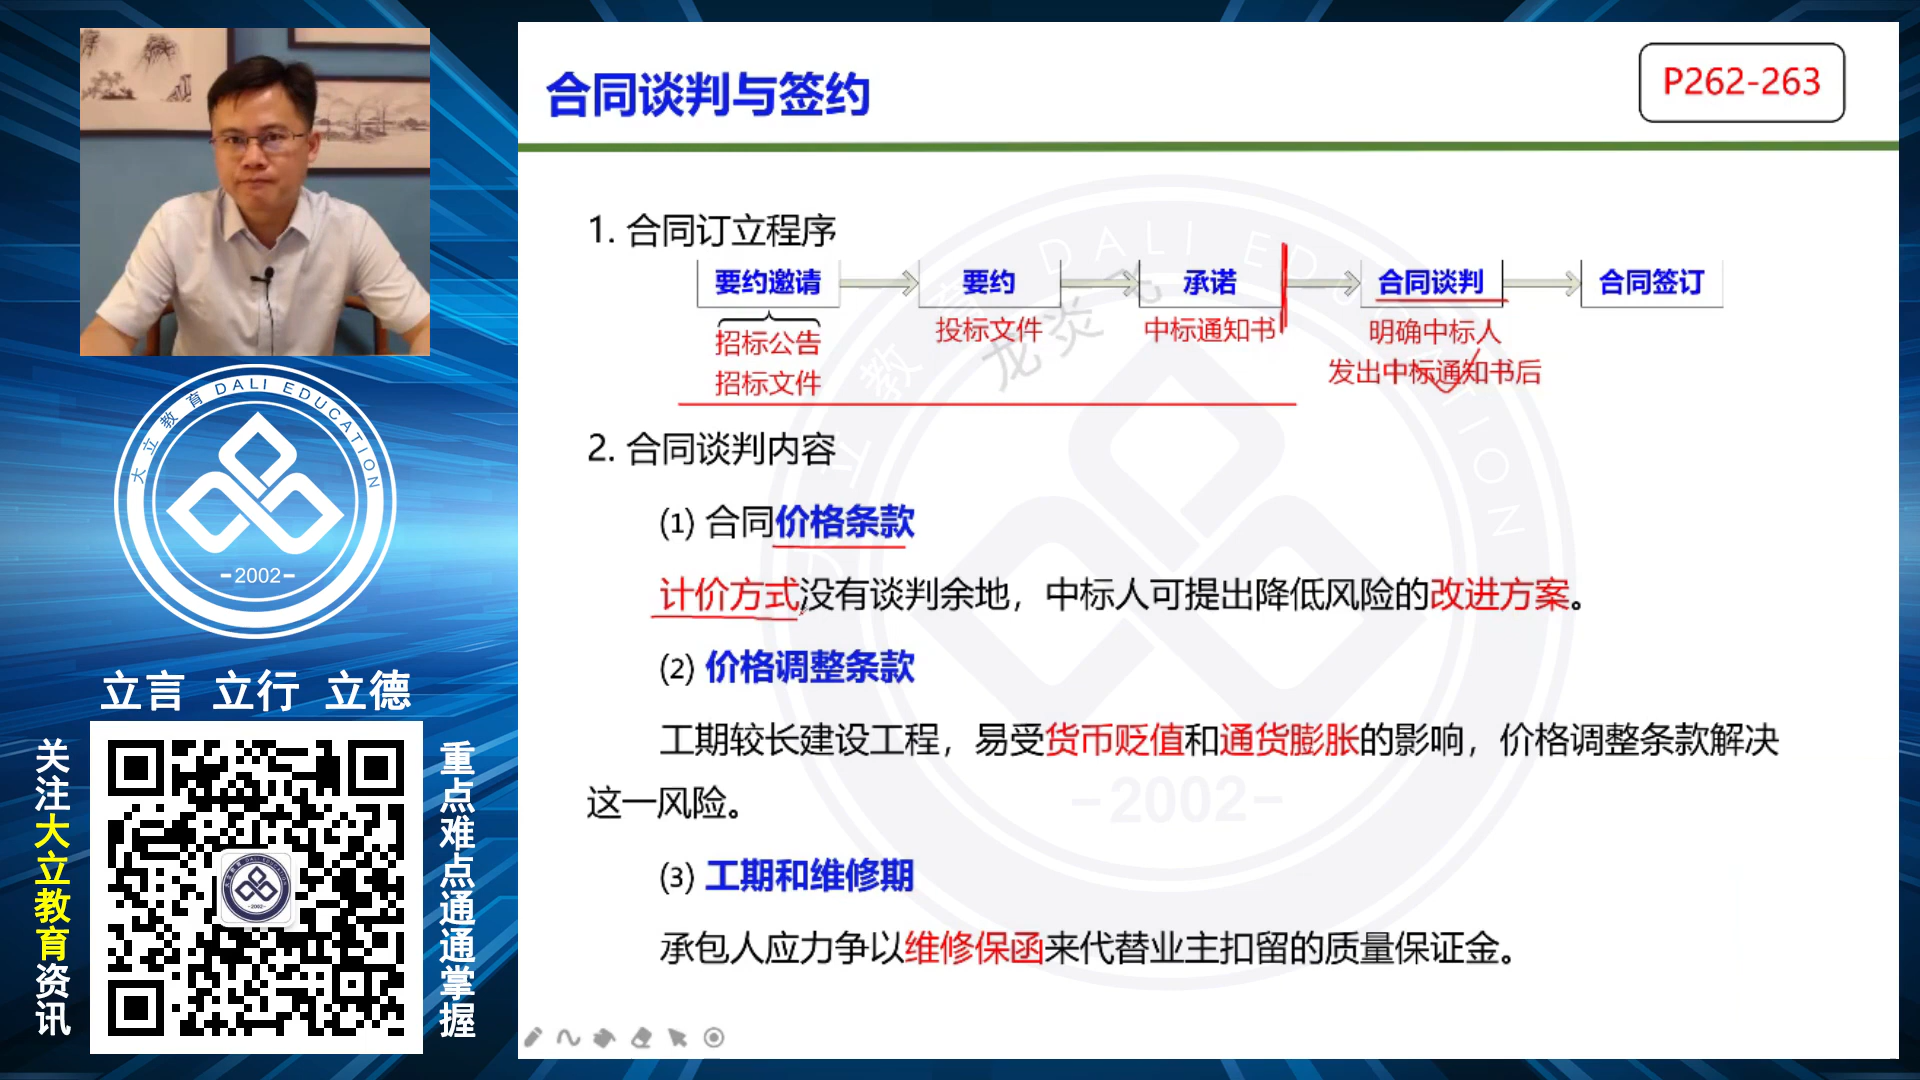 合同谈判与签约
P262-263
1. 合同订立程序
要约邀请 要约 承诺 合同谈判 合同签订
招标公告 投标文件 中标通知书 明确中标人
招标文件 发出中标通知书后
2. 合同谈判内容
(1) 合同价格条款
计价方式没有谈判余地，中标人可提出降低风险的改进方案。
(2) 价格调整条款
工期较长建设工程，易受货币贬值和通货膨胀的影响，价格调整条款解决
这一风险。
(3) 工期和维修期
承包人应力争以维修保函来代替业主扣留的质量保证金。
大立教育 DALI EDUCATION
-2002-
立言 立行 立德
关注大立教育资讯
重点难点通通掌握
大立教育 DALI EDUCATION
龙炎飞
-2002-